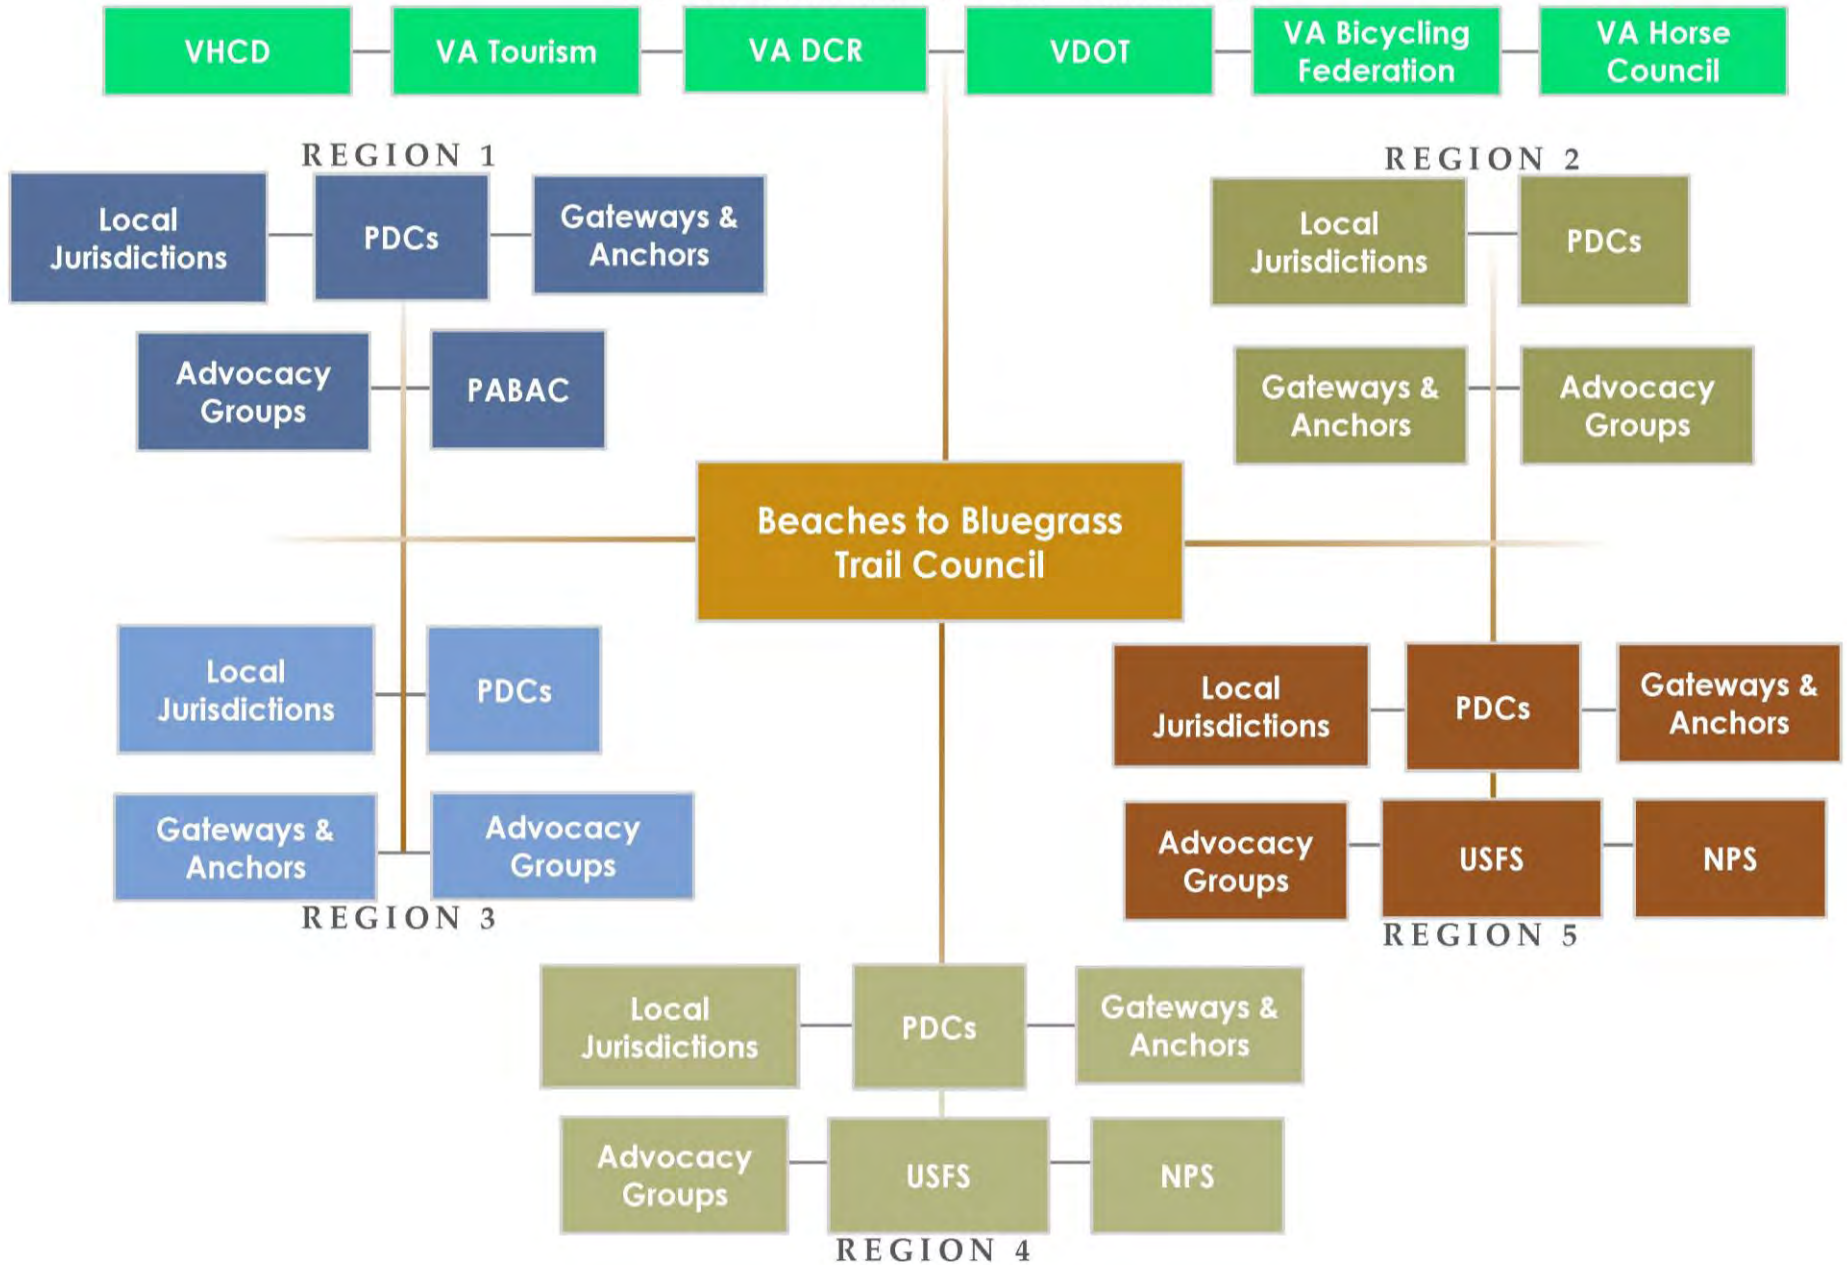 VHCD
VA Tourism
VA DCR
VDOT
VA Bicycling
Federation
VA Horse
Council
REGION 1
Local
Jurisdictions
PDCs
Gateways &
Anchors
Advocacy
Groups
PABAC
REGION 2
Local
Jurisdictions
PDCs
Gateways &
Anchors
Advocacy
Groups
Beaches to Bluegrass
Trail Council
Local
Jurisdictions
PDCs
Gateways &
Anchors
Advocacy
Groups
REGION 3
Local
Jurisdictions
PDCs
Gateways &
Anchors
Advocacy
Groups
USFS
NPS
REGION 5
Local
Jurisdictions
PDCs
Gateways &
Anchors
Advocacy
Groups
USFS
NPS
REGION 4